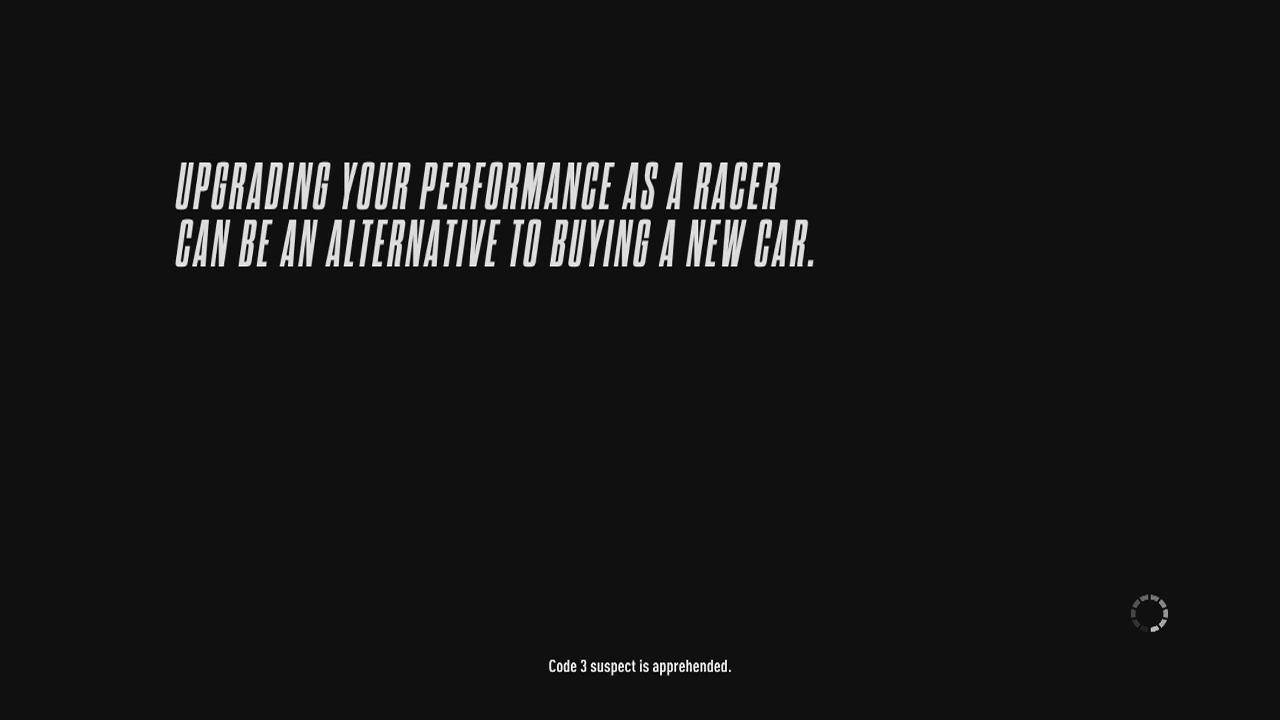 UPGRADING YOUR PERFORMANCE AS A RACER
CAN BE AN ALTERNATIVE TO BUYING A NEW CAR.
Code 3 suspect is apprehended.